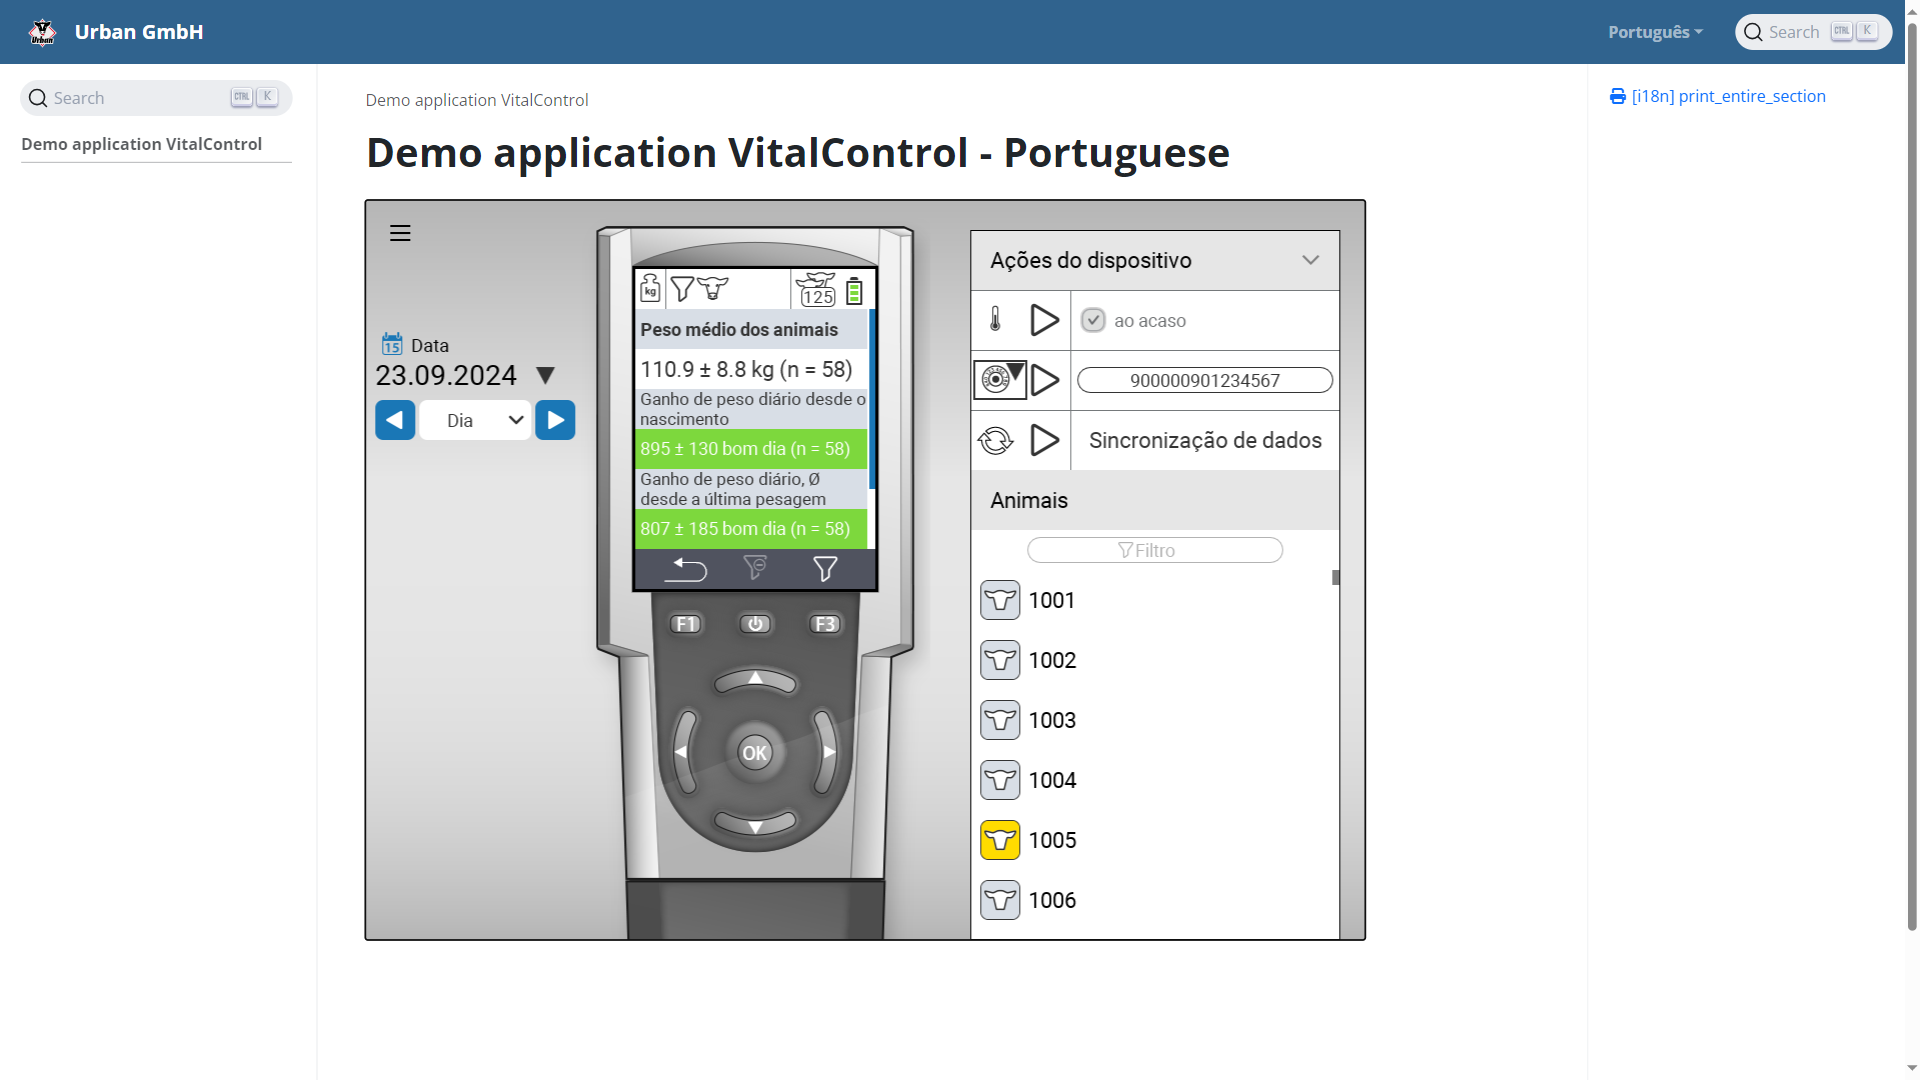 Urban GmbH
Português
Search CTRL K
Search CTRL K
Demo application VitalControl
Demo application VitalControl
Demo application VitalControl - Portuguese
[i18n] print_entire_section
15 Data
23.09.2024
Dia
kg
125
Peso médio dos animais
110.9 ± 8.8 kg (n = 58)
Ganho de peso diário desde o
nascimento
895 ± 130 bom dia (n = 58)
Ganho de peso diário, Ø
desde a última pesagem
807 ± 185 bom dia (n = 58)
F1
F3
OK
Ações do dispositivo
ao acaso
900000901234567
Sincronização de dados
Animais
Filtro
1001
1002
1003
1004
1005
1006